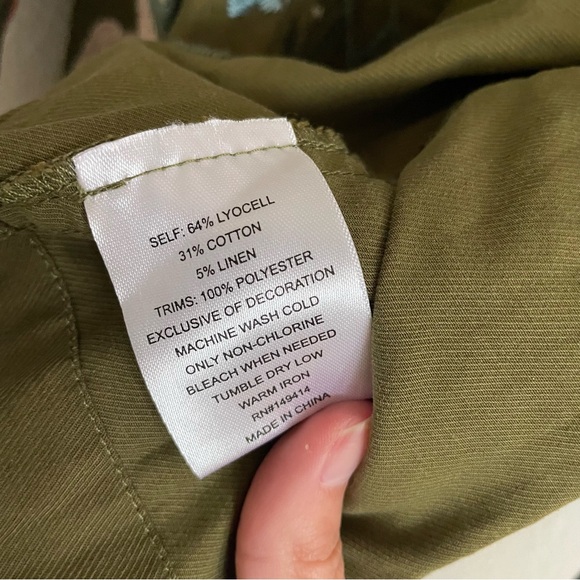 SELF: 64% LYOCELL
31% COTTON
5% LINEN
TRIMS: 100% POLYESTER
EXCLUSIVE OF DECORATION
MACHINE WASH COLD
ONLY NON-CHLORINE
BLEACH WHEN NEEDED
TUMBLE DRY LOW
WARM IRON
RN#149414
MADE IN CHINA